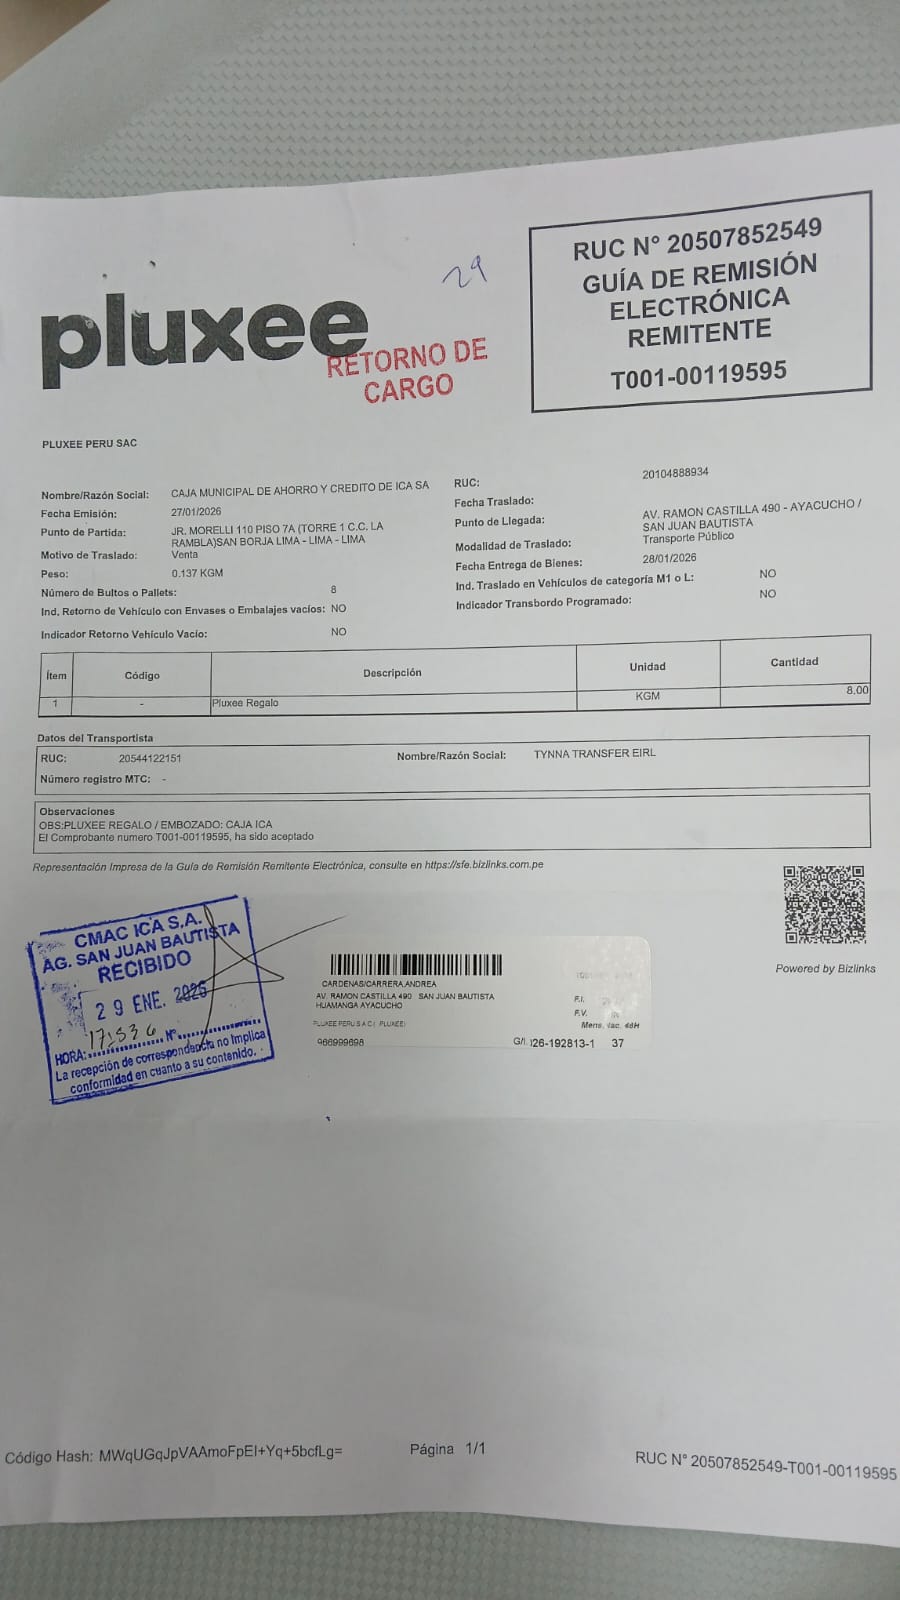 29
pluxee
RETORNO DE
CARGO
RUC N° 20507852549
GUÍA DE REMISIÓN
ELECTRÓNICA
REMITENTE
T001-00119595
PLUXEE PERU SAC
Nombre/Razón Social: CAJA MUNICIPAL DE AHORRO Y CREDITO DE ICA SA
RUC: 20104888934
Fecha Emisión: 27/01/2026
Fecha Traslado:
Punto de Partida: JR. MORELLI 110 PISO 7A (TORRE 1 C.C. LA
RAMBLA)SAN BORJA LIMA - LIMA - LIMA
Punto de Llegada: AV. RAMON CASTILLA 490 - AYACUCHO /
SAN JUAN BAUTISTA
Motivo de Traslado: Venta
Modalidad de Traslado: Transporte Público
Peso: 0.137 KGM
Fecha Entrega de Bienes: 28/01/2026
Número de Bultos o Pallets: 8
Ind. Traslado en Vehículos de categoría M1 o L: NO
Ind. Retorno de Vehículo con Envases o Embalajes vacíos: NO
Indicador Transbordo Programado: NO
Indicador Retorno Vehículo Vacío: NO
Ítem Código Descripción Unidad Cantidad
1 - Pluxee Regalo KGM 8.00
Datos del Transportista
RUC: 20544122151 Nombre/Razón Social: TYNNA TRANSFER EIRL
Número registro MTC: -
Observaciones
OBS:PLUXEE REGALO / EMBOZADO: CAJA ICA
El Comprobante numero T001-00119595, ha sido aceptado
Representación Impresa de la Guía de Remisión Remitente Electrónica, consulte en https://sfe.bizlinks.com.pe
Powered by Bizlinks
CMAC ICA S.A.
AG. SAN JUAN BAUTISTA
RECIBIDO
29 ENE.
HORA: N°
La recepción de correspondencia no implica
conformidad en cuanto a su contenido.
CARDENAS/CARRERA,ANDREA
AV. RAMON CASTILLA 490 SAN JUAN BAUTISTA
HUAMANGA AYACUCHO
PLUXEE PERU S A C ( PLUXEE)
966999698
F.I.
F.V.
Mens. 48H
G/I. 026-192813-1 37
Código Hash: MWqUGqJpVAAmoFpEI+Yq+5bcfLg=
Página 1/1
RUC N° 20507852549-T001-00119595